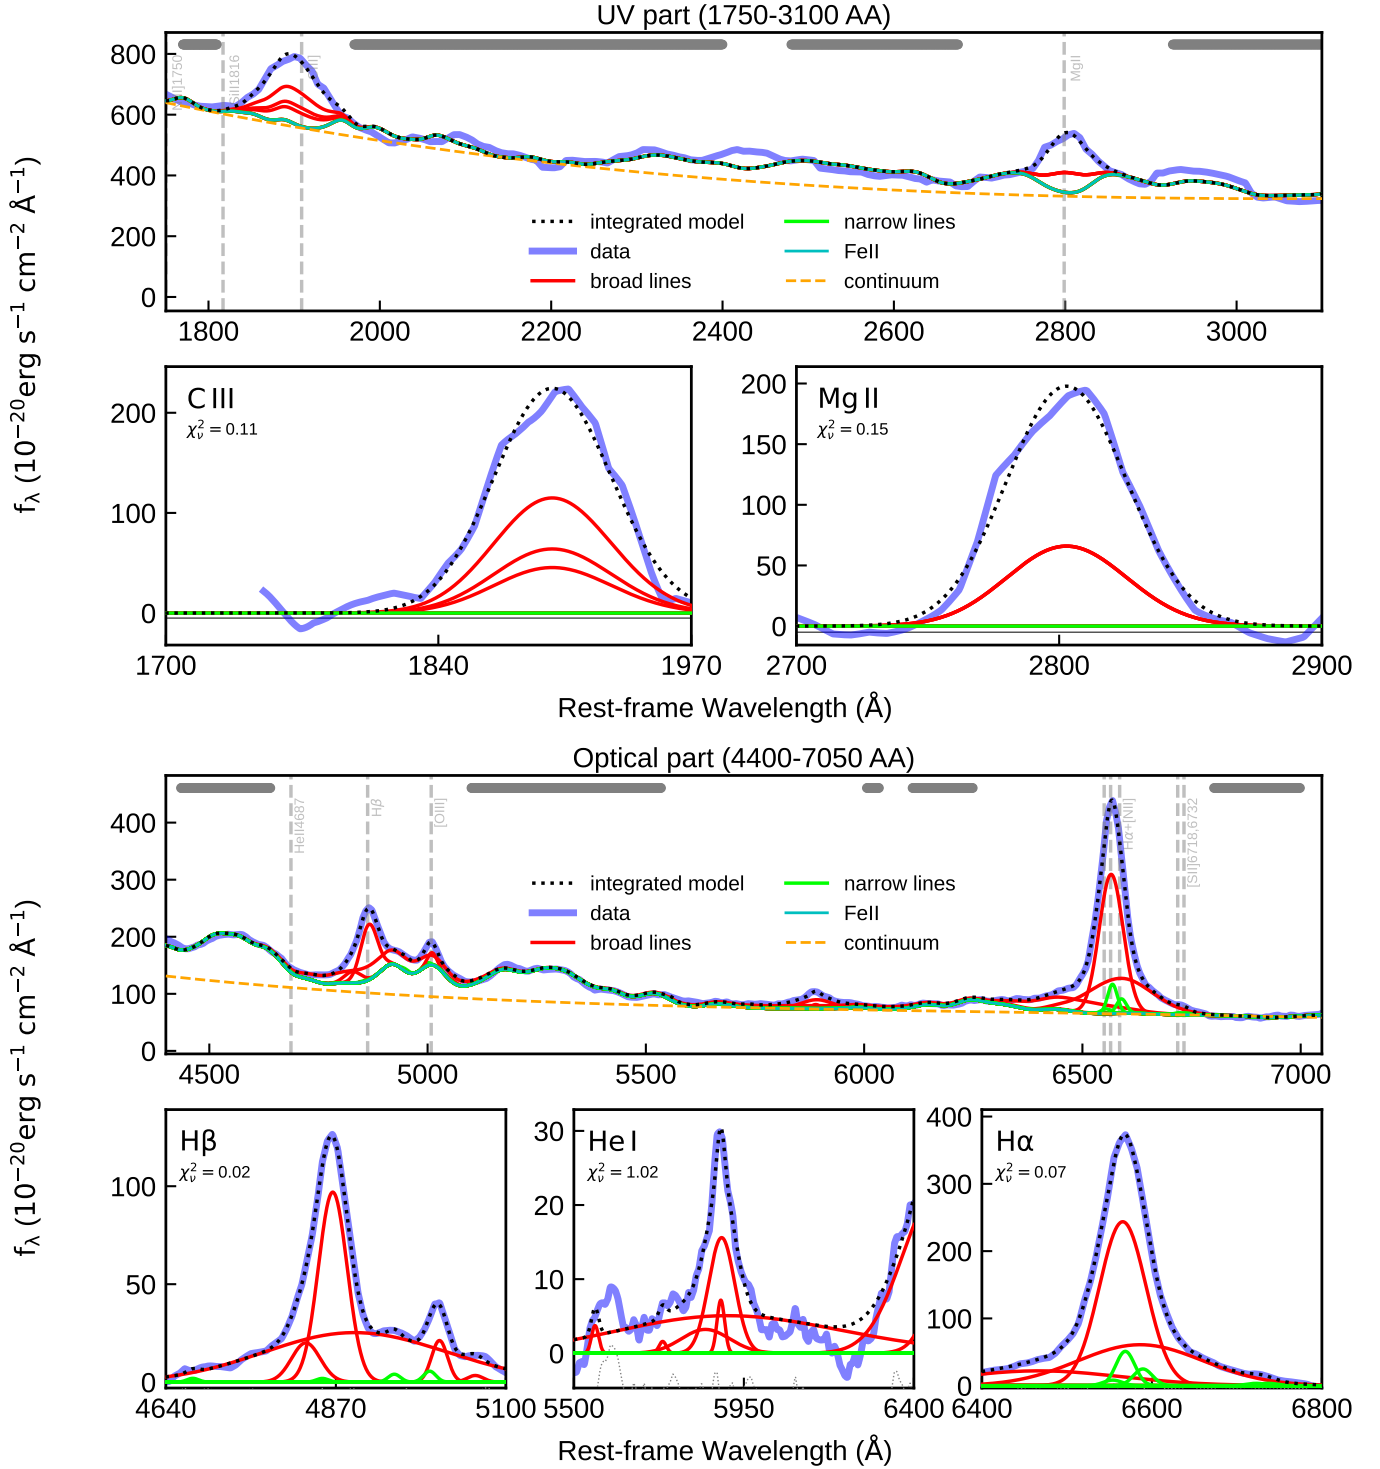 UV part (1750-3100 AA)
800
600
400
200
0
SiII1816
MgII
integrated model
data
broad lines
narrow lines
FeII
continuum
1800 2000 2200 2400 2600 2800 3000
f_λ (10⁻²⁰erg s⁻¹ cm⁻² Å⁻¹)
C III
χ²_ν = 0.11
200
100
0
1700 1840 1970
Mg II
χ²_ν = 0.15
200
150
100
50
0
2700 2800 2900
Rest-frame Wavelength (Å)
Optical part (4400-7050 AA)
400
300
200
100
0
HeII4687
Hβ
[OIII]
Hα+[NII]
[SII]6718,6732
integrated model
data
broad lines
narrow lines
FeII
continuum
4500 5000 5500 6000 6500 7000
f_λ (10⁻²⁰erg s⁻¹ cm⁻² Å⁻¹)
Hβ
χ²_ν = 0.02
100
50
0
4640 4870 5100
He I
χ²_ν = 1.02
30
20
10
0
5500 5950 6400
Hα
χ²_ν = 0.07
400
300
200
100
0
6400 6600 6800
Rest-frame Wavelength (Å)